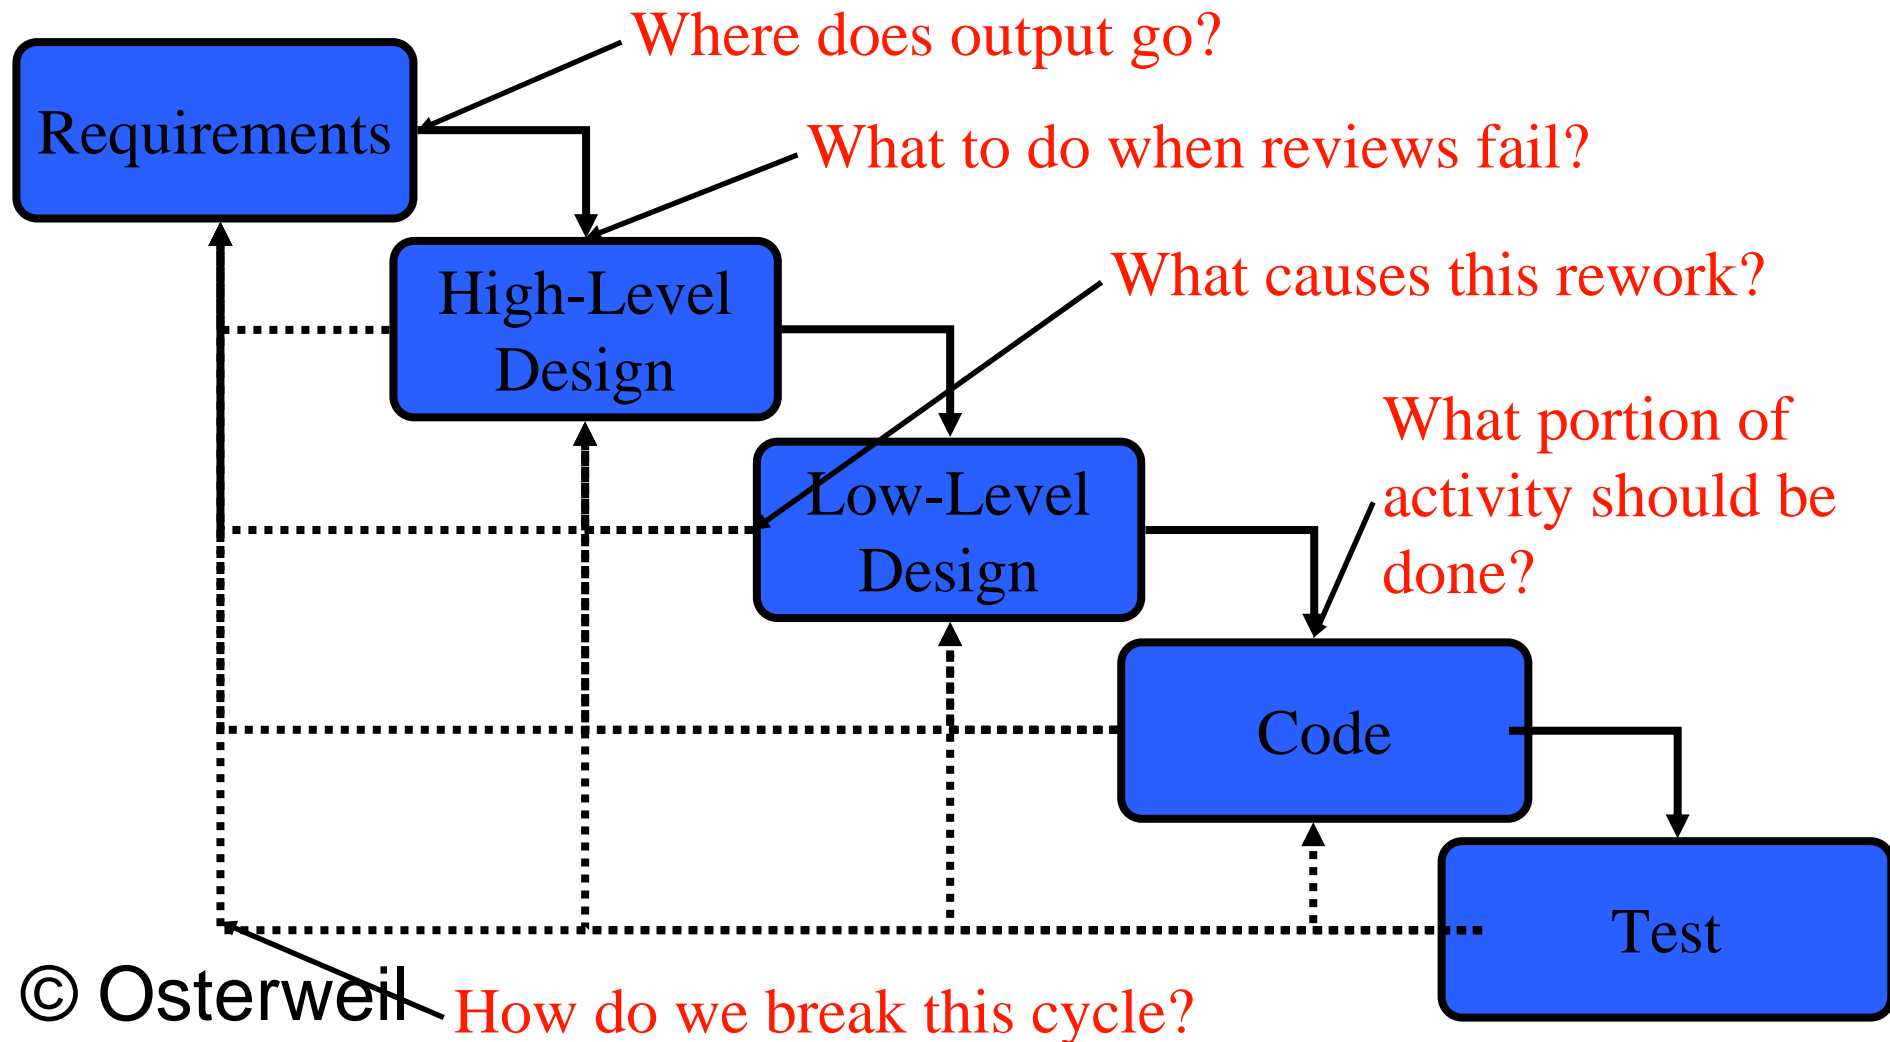 Where does output go?
Requirements
What to do when reviews fail?
High-Level
Design
What causes this rework?
What portion of
activity should be
done?
Low-Level
Design
Code
Test
© Osterweil
How do we break this cycle?